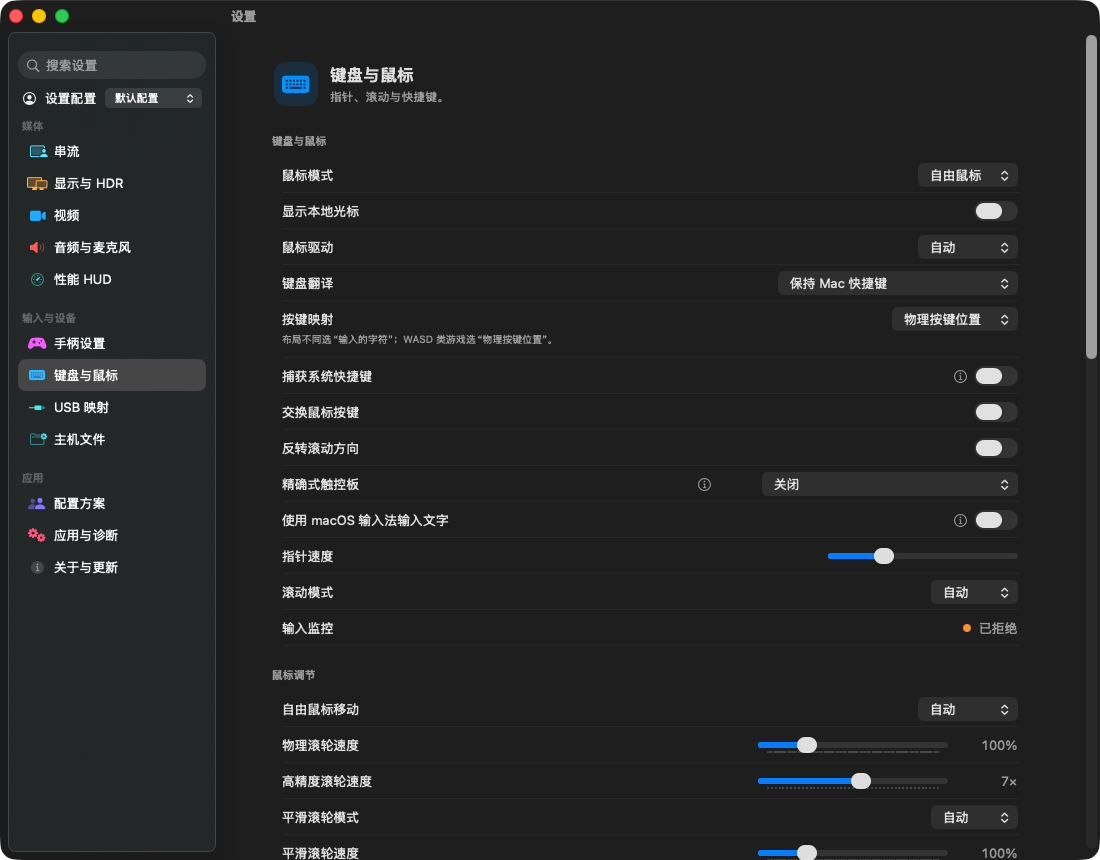 设置
搜索设置
设置配置 默认配置
媒体
串流
显示与 HDR
视频
音频与麦克风
性能 HUD
输入与设备
手柄设置
键盘与鼠标
USB 映射
主机文件
应用
配置方案
应用与诊断
关于与更新
键盘与鼠标
指针、滚动与快捷键。
键盘与鼠标
鼠标模式 自由鼠标
显示本地光标
鼠标驱动 自动
键盘翻译 保持 Mac 快捷键
按键映射 物理按键位置
布局不同选“输入的字符”；WASD 类游戏选“物理按键位置”。
捕获系统快捷键
交换鼠标按键
反转滚动方向
精确式触控板 关闭
使用 macOS 输入法输入文字
指针速度
滚动模式 自动
输入监控 已拒绝
鼠标调节
自由鼠标移动 自动
物理滚轮速度 100%
高精度滚轮速度 7×
平滑滚轮模式 自动
平滑滚轮速度 100%